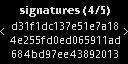 signatures (4/5)
d31f1dc137e51e7a18
< 4e255fd0ed065911ad >
684bd97ee43892013